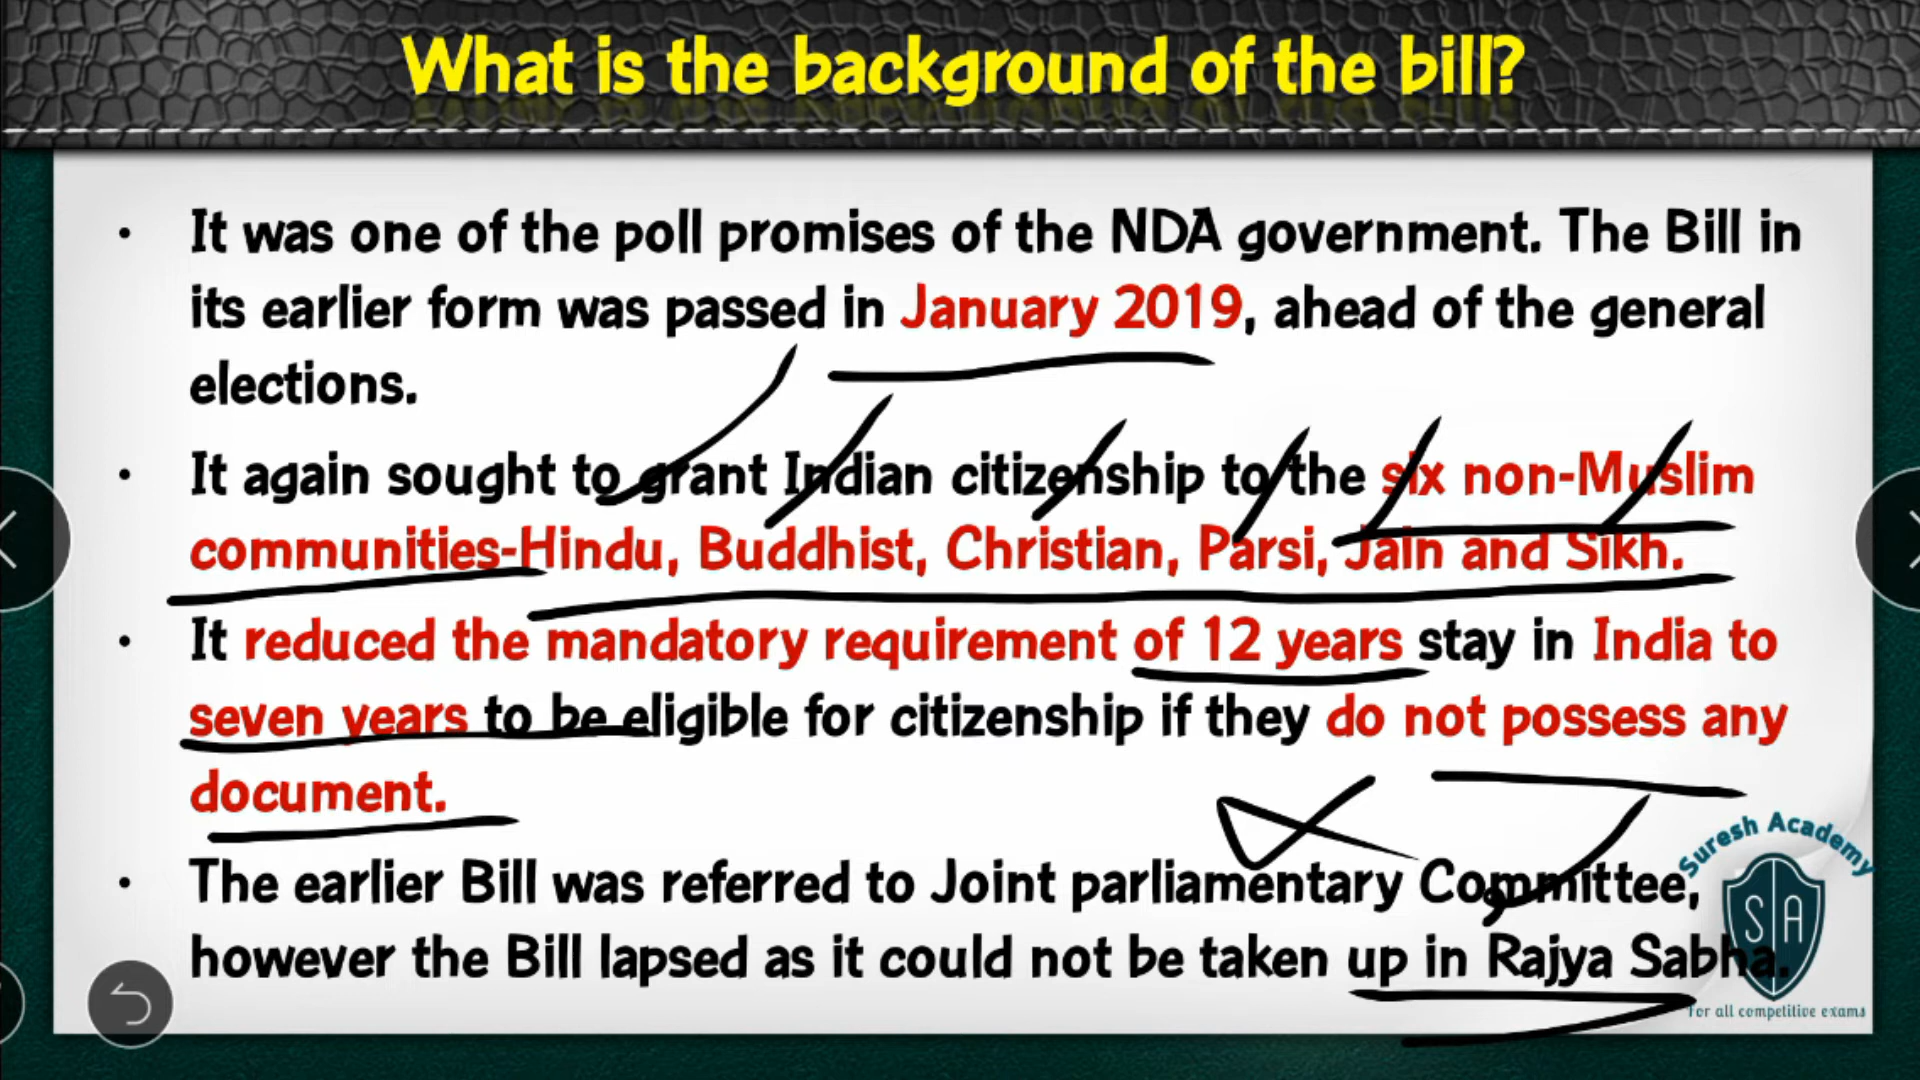 What is the background of the bill?
• It was one of the poll promises of the NDA government. The Bill in
its earlier form was passed in January 2019, ahead of the general
elections.
• It again sought to grant Indian citizenship to the six non-Muslim
communities-Hindu, Buddhist, Christian, Parsi, Jain and Sikh.
• It reduced the mandatory requirement of 12 years stay in India to
seven years to be eligible for citizenship if they do not possess any
document.
• The earlier Bill was referred to Joint parliamentary Committee,
however the Bill lapsed as it could not be taken up in Rajya Sabha.
Suresh Academy
S A
For all competitive exams